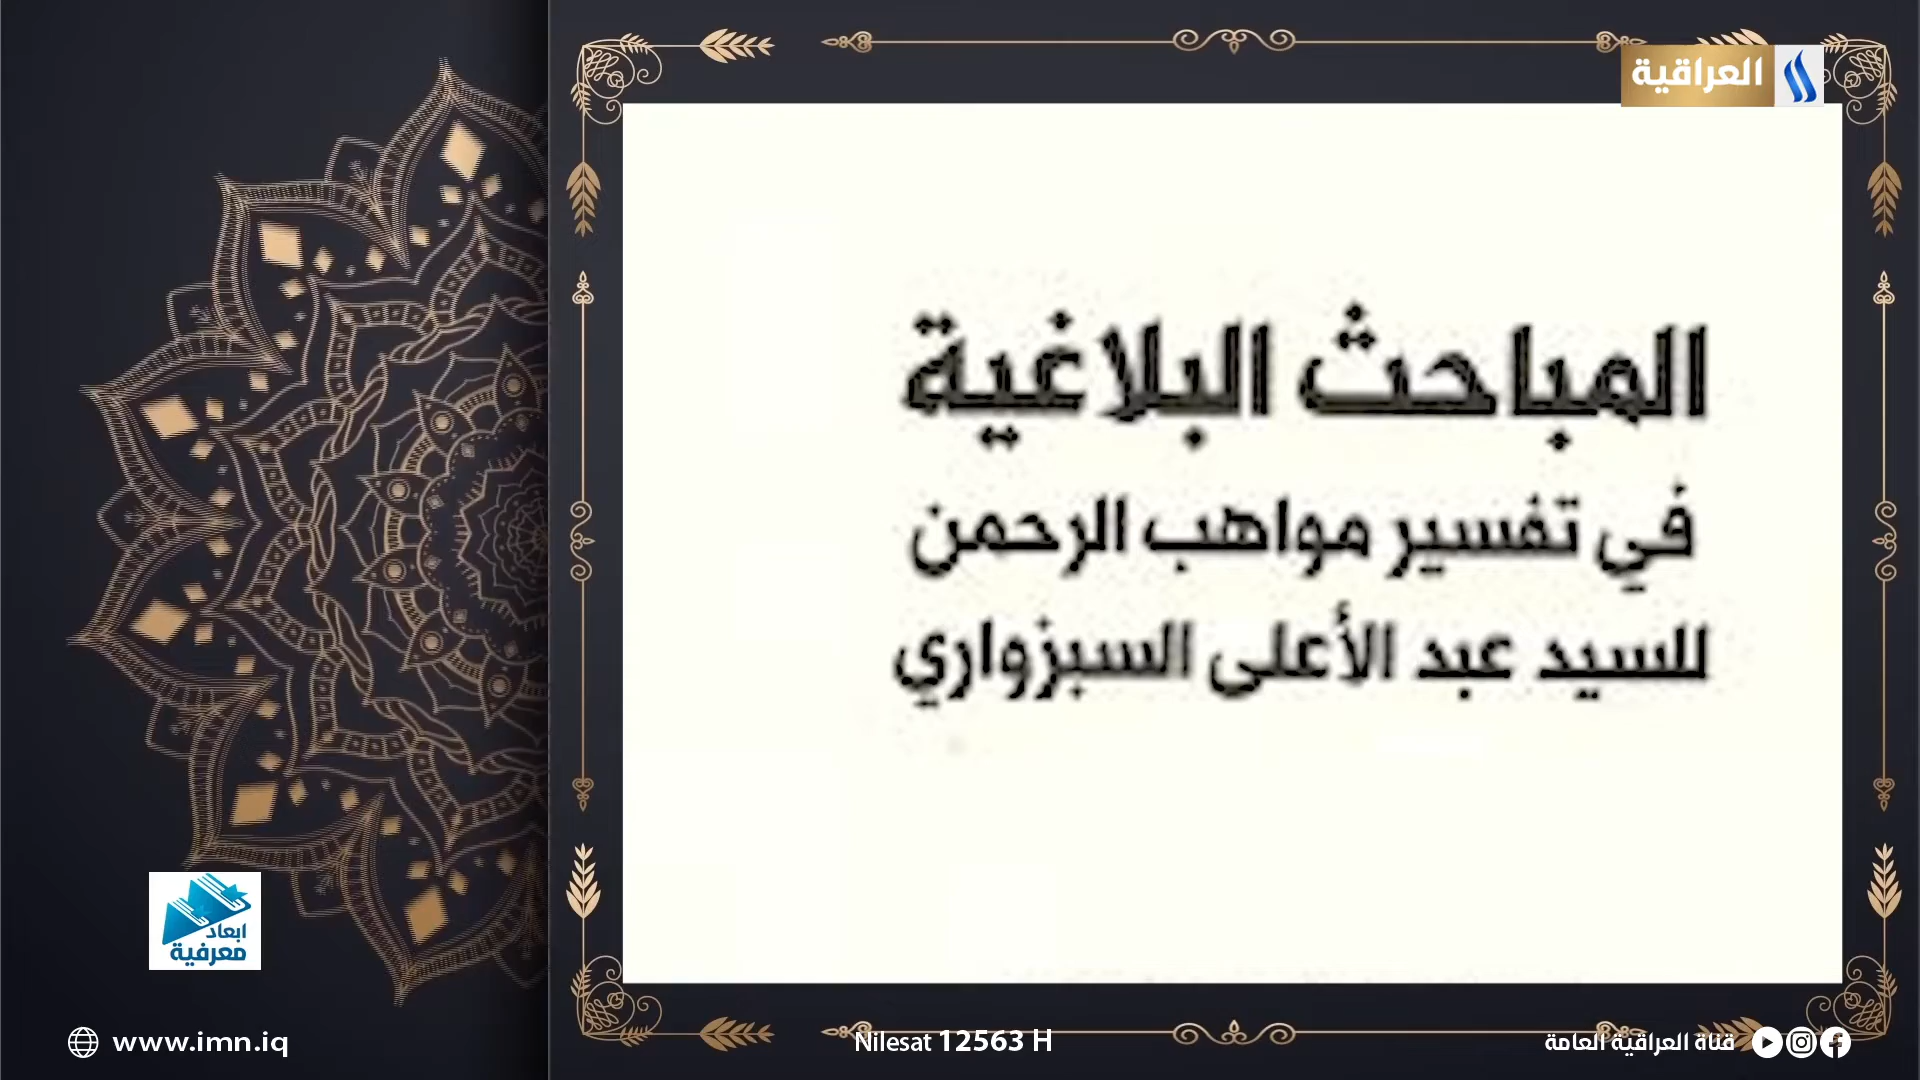 العراقية
المباحث البلاغية
في تفسير مواهب الرحمن
للسيد عبد الأعلى السبزواري
ابعاد
معرفية
www.imn.iq
Nilesat 12563 H
قناة العراقية العامة